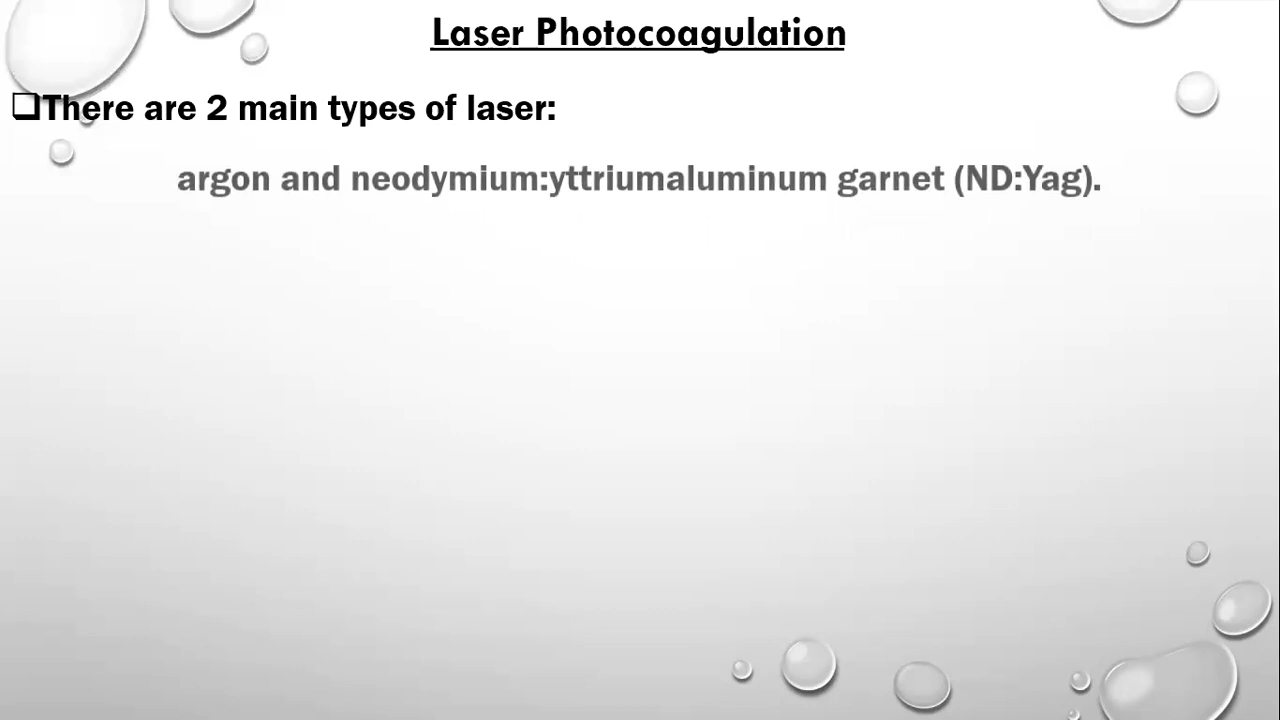 Laser Photocoagulation
❑There are 2 main types of laser:
argon and neodymium:yttriumaluminum garnet (ND:Yag).